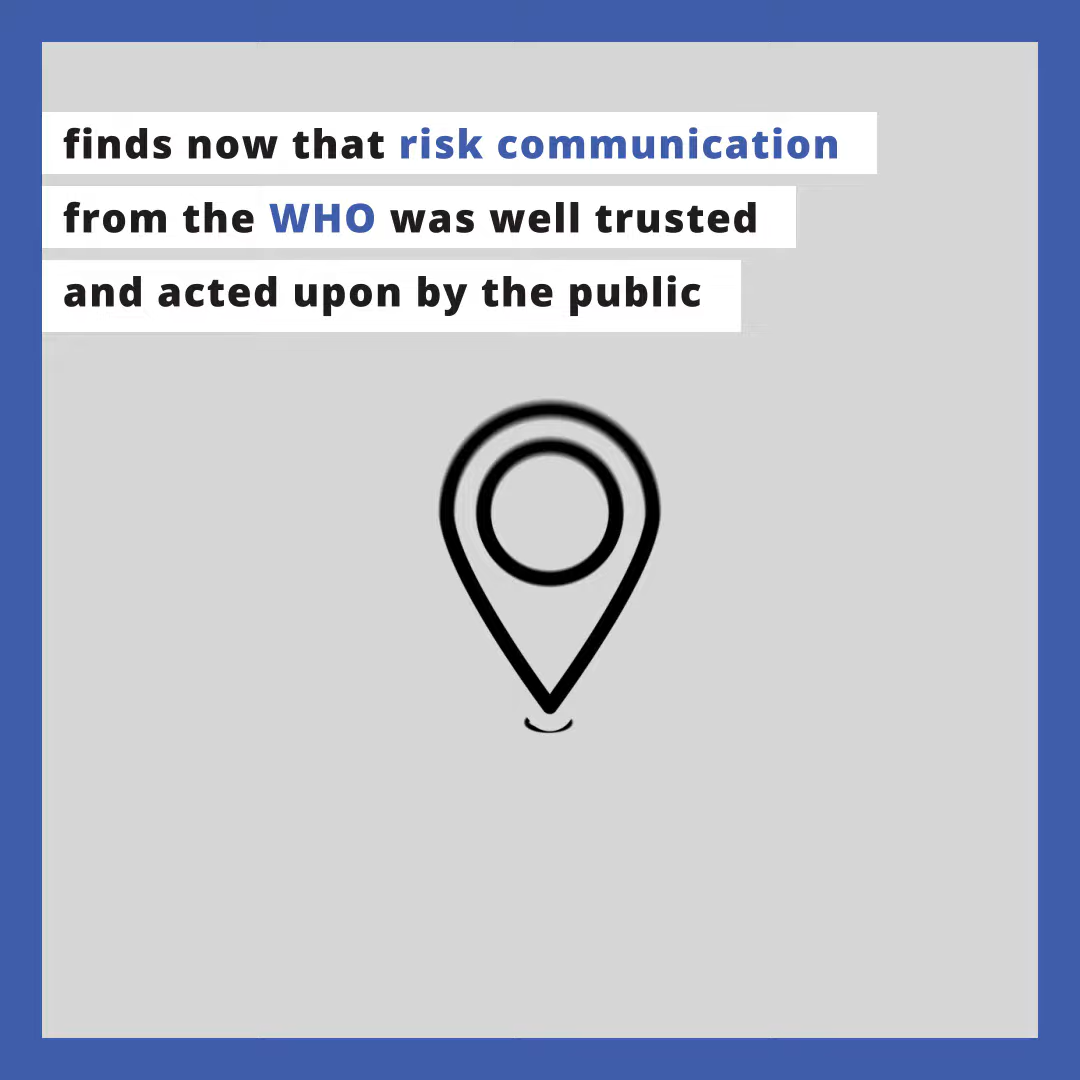 finds now that risk communication
from the WHO was well trusted
and acted upon by the public